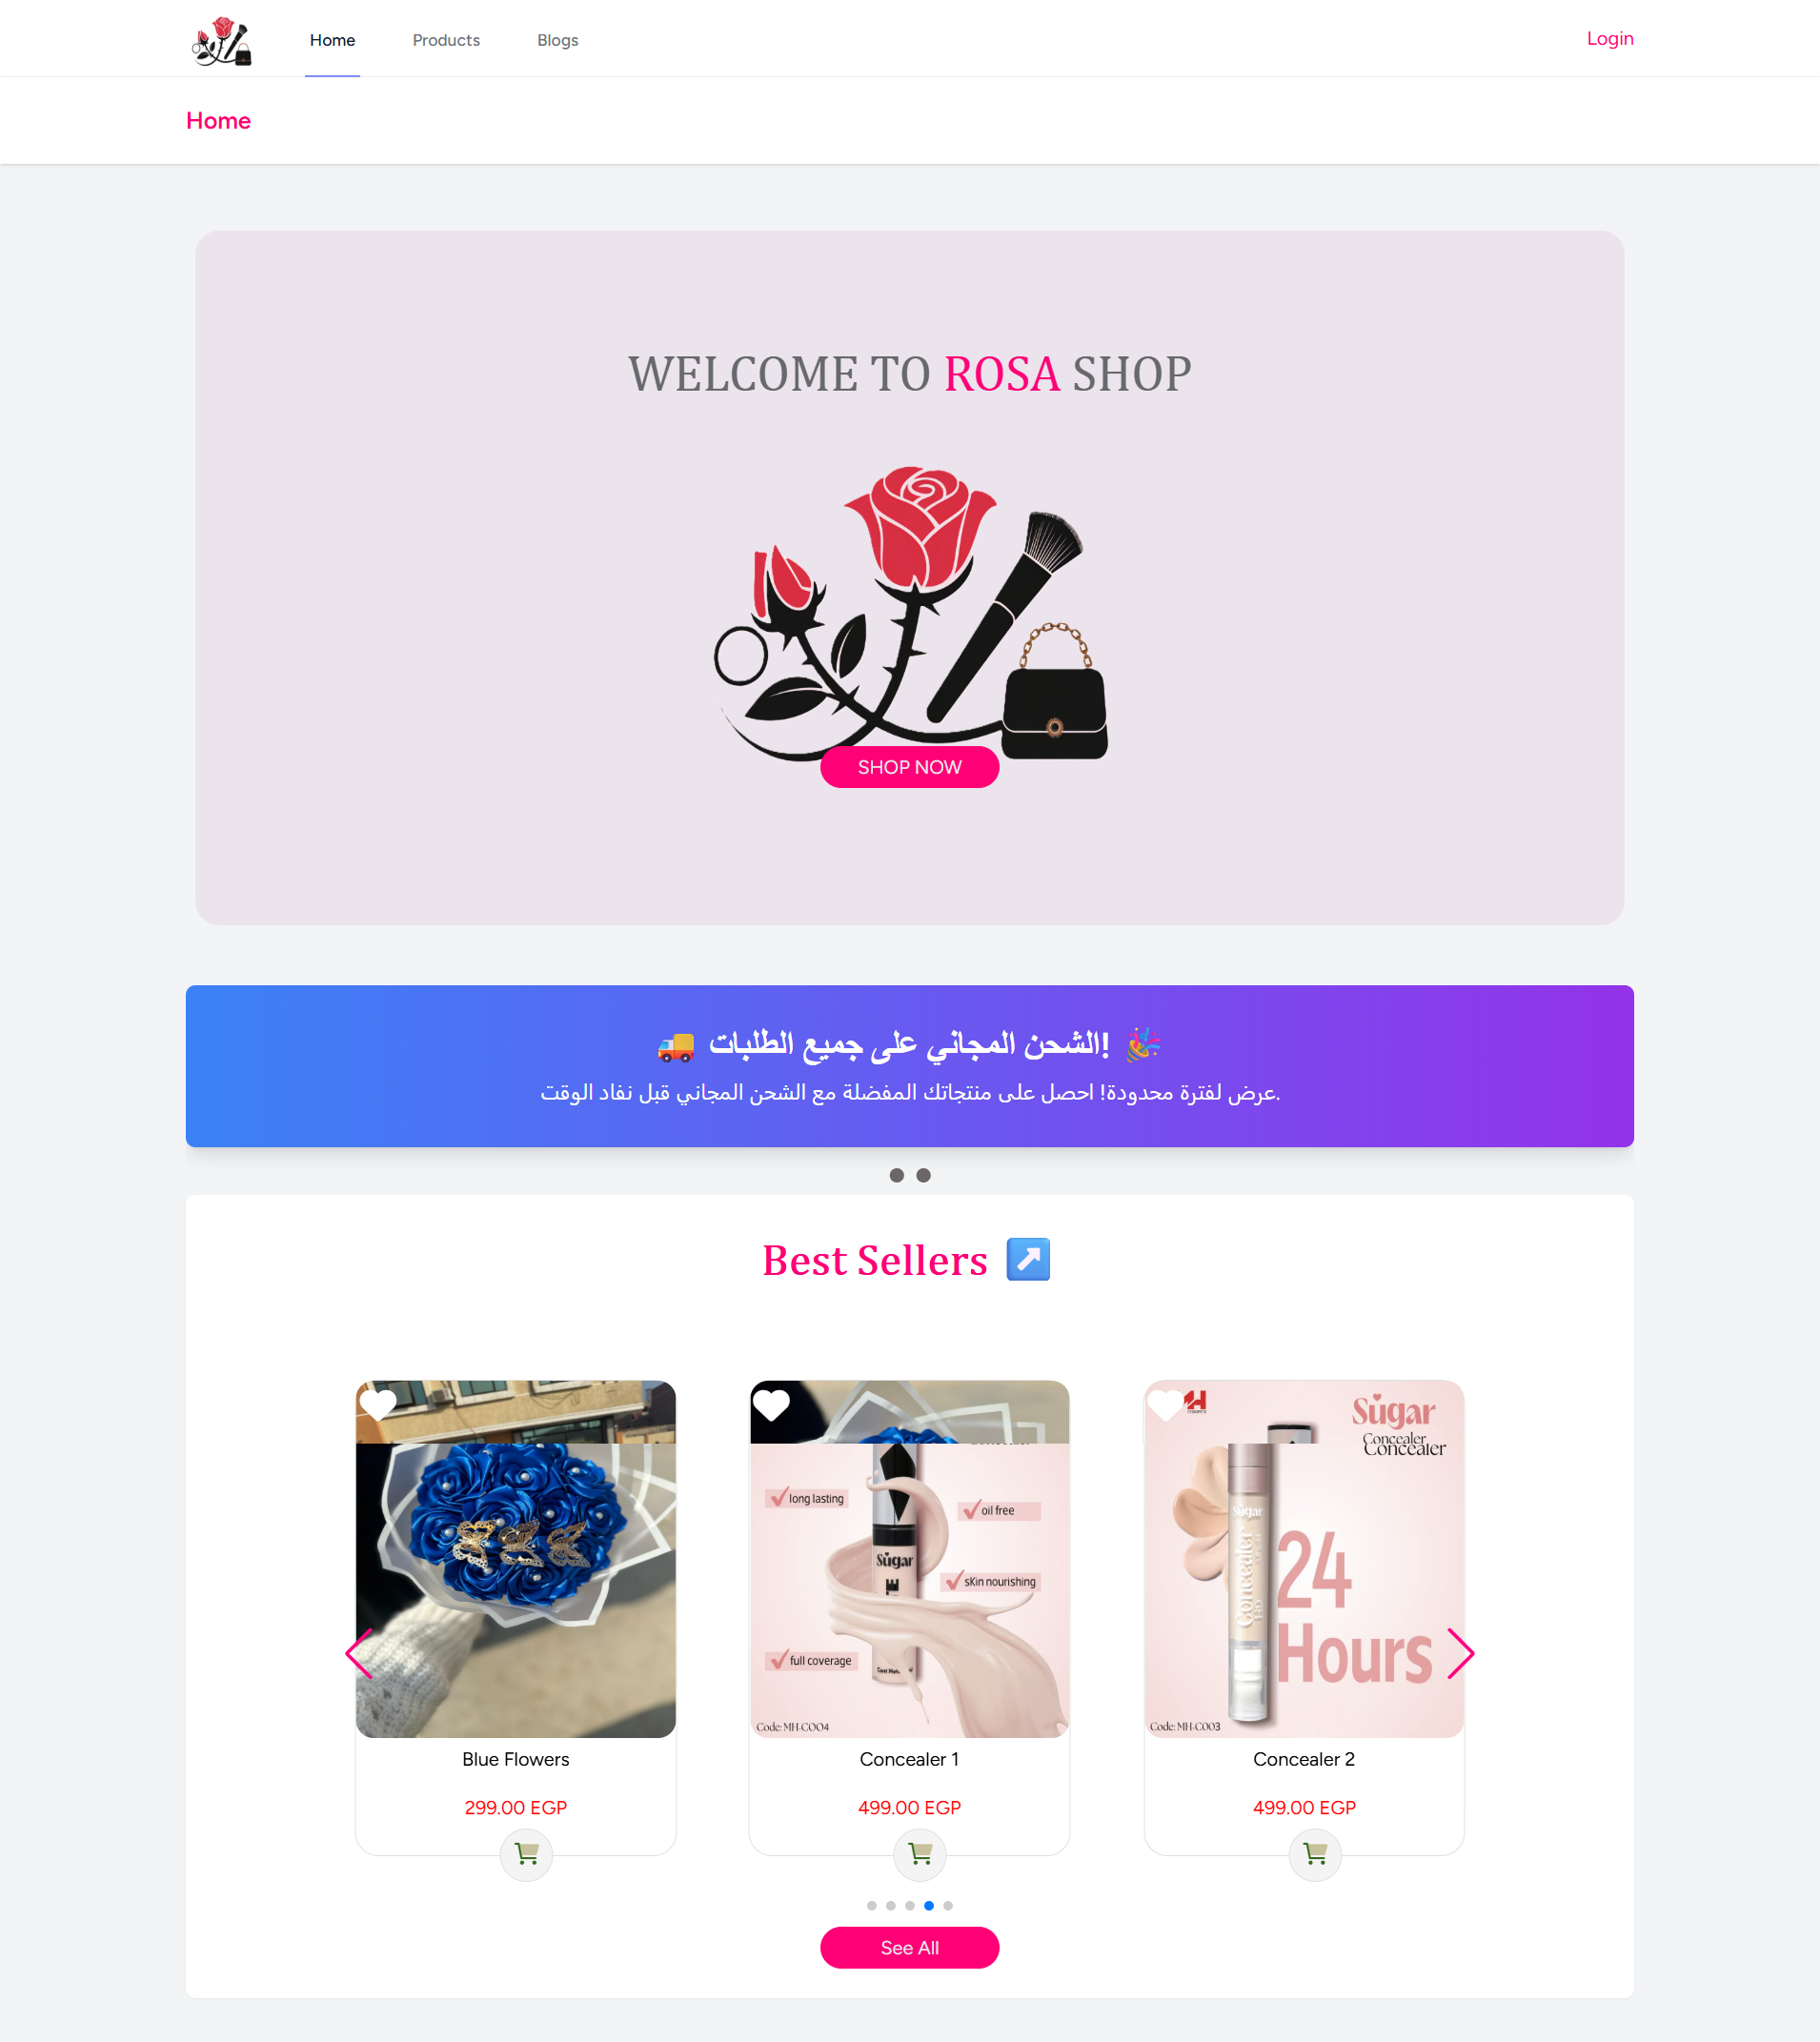 Home Products Blogs Login
Home
WELCOME TO ROSA SHOP
SHOP NOW
🚚 الشحن المجاني على جميع الطلبات! 🎉
عرض لفترة محدودة! احصل على منتجاتك المفضلة مع الشحن المجاني قبل نفاد الوقت.
Best Sellers ↗️
long lasting
oil free
Sugar
sKin nourishing
full coverage
Code: MH-C004
H
Sugar
Concealer
Concealer
Sugar
Concealer
HD
24
Hours
Code: MH-C003
Blue Flowers
Concealer 1
Concealer 2
299.00 EGP
499.00 EGP
499.00 EGP
See All